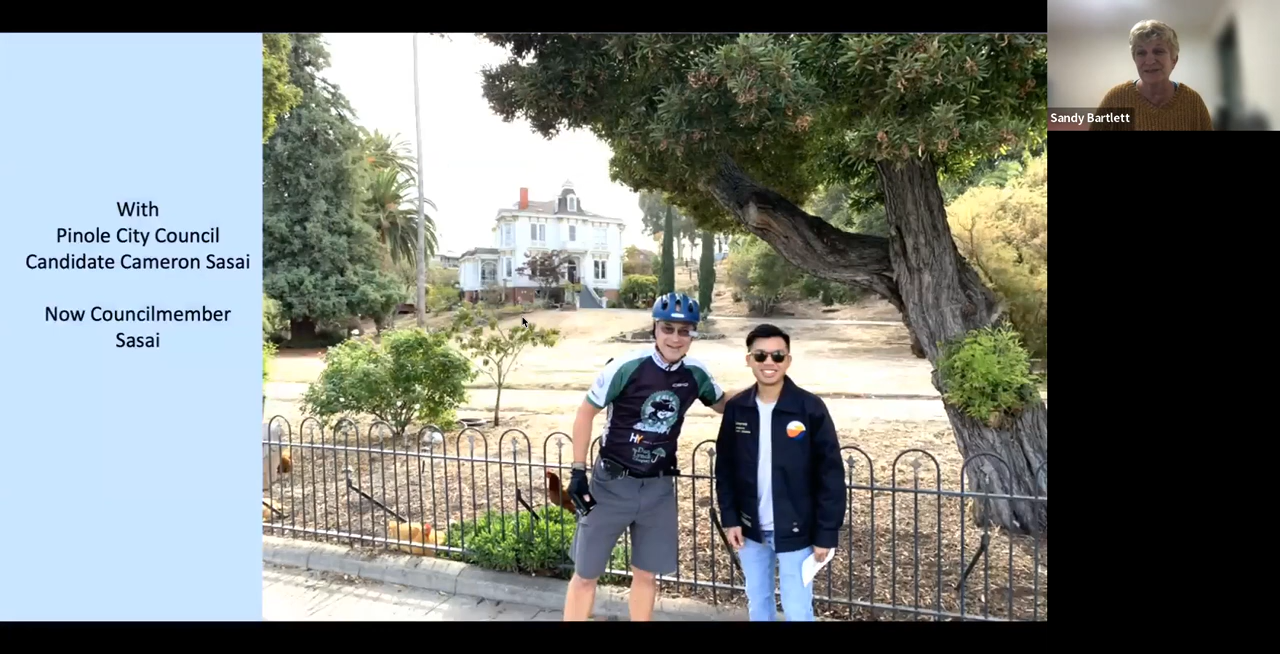 With
Pinole City Council
Candidate Cameron Sasai
Now Councilmember
Sasai
Sandy Bartlett